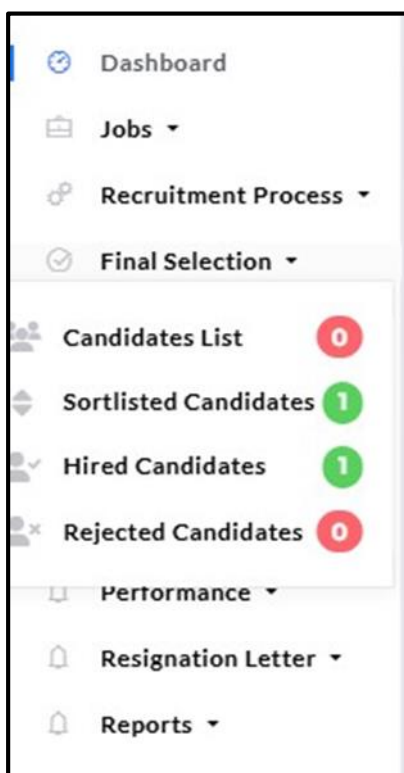 Dashboard
Jobs
Recruitment Process
Final Selection
Candidates List 0
Sortlisted Candidates 1
Hired Candidates 1
Rejected Candidates 0
Performance
Resignation Letter
Reports